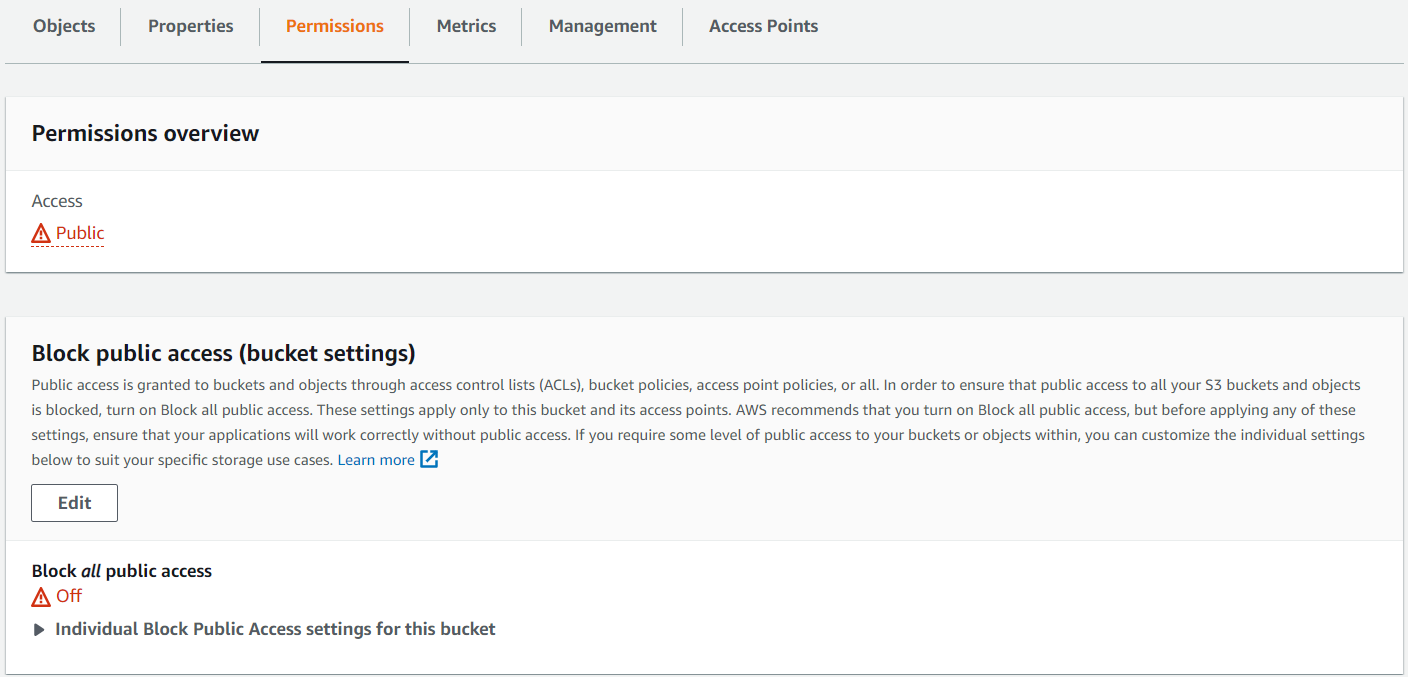 Objects
Properties
Permissions
Metrics
Management
Access Points
Permissions overview
Access
Public
Block public access (bucket settings)
Public access is granted to buckets and objects through access control lists (ACLs), bucket policies, access point policies, or all. In order to ensure that public access to all your S3 buckets and objects
is blocked, turn on Block all public access. These settings apply only to this bucket and its access points. AWS recommends that you turn on Block all public access, but before applying any of these
settings, ensure that your applications will work correctly without public access. If you require some level of public access to your buckets or objects within, you can customize the individual settings
below to suit your specific storage use cases. Learn more
Edit
Block all public access
Off
Individual Block Public Access settings for this bucket